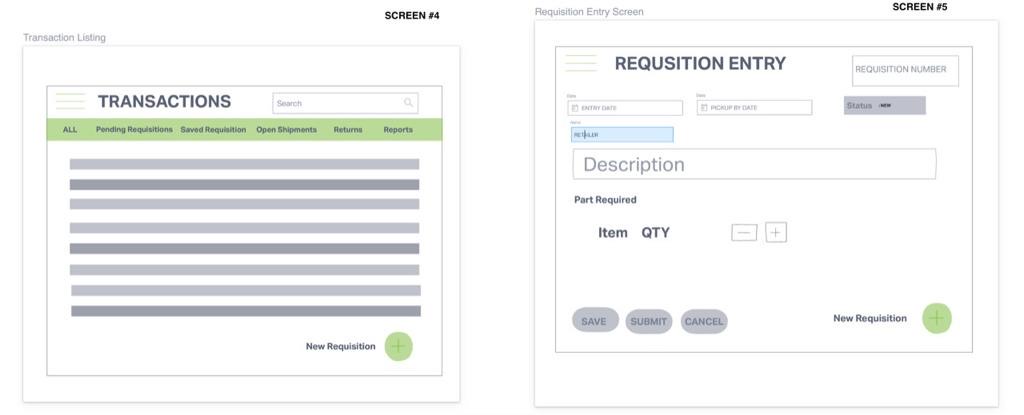 SCREEN #4
Transaction Listing
TRANSACTIONS
Search
ALL Pending Requisitions Saved Requisition Open Shipments Returns Reports
New Requisition
SCREEN #5
Requisition Entry Screen
REQUSITION ENTRY
REQUISITION NUMBER
Date
Date
ENTRY DATE
PICKUP BY DATE
Status :NEW
RETAILER
Description
Part Required
Item QTY
SAVE SUBMIT CANCEL
New Requisition